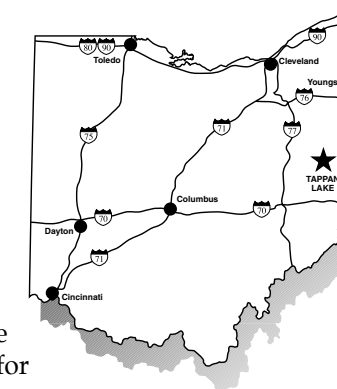 90
80 90
Toledo
Cleveland
Youngs
76
75
71
77
TAPPAN
LAKE
Columbus
70
70
Dayton
71
Cincinnati
e
for